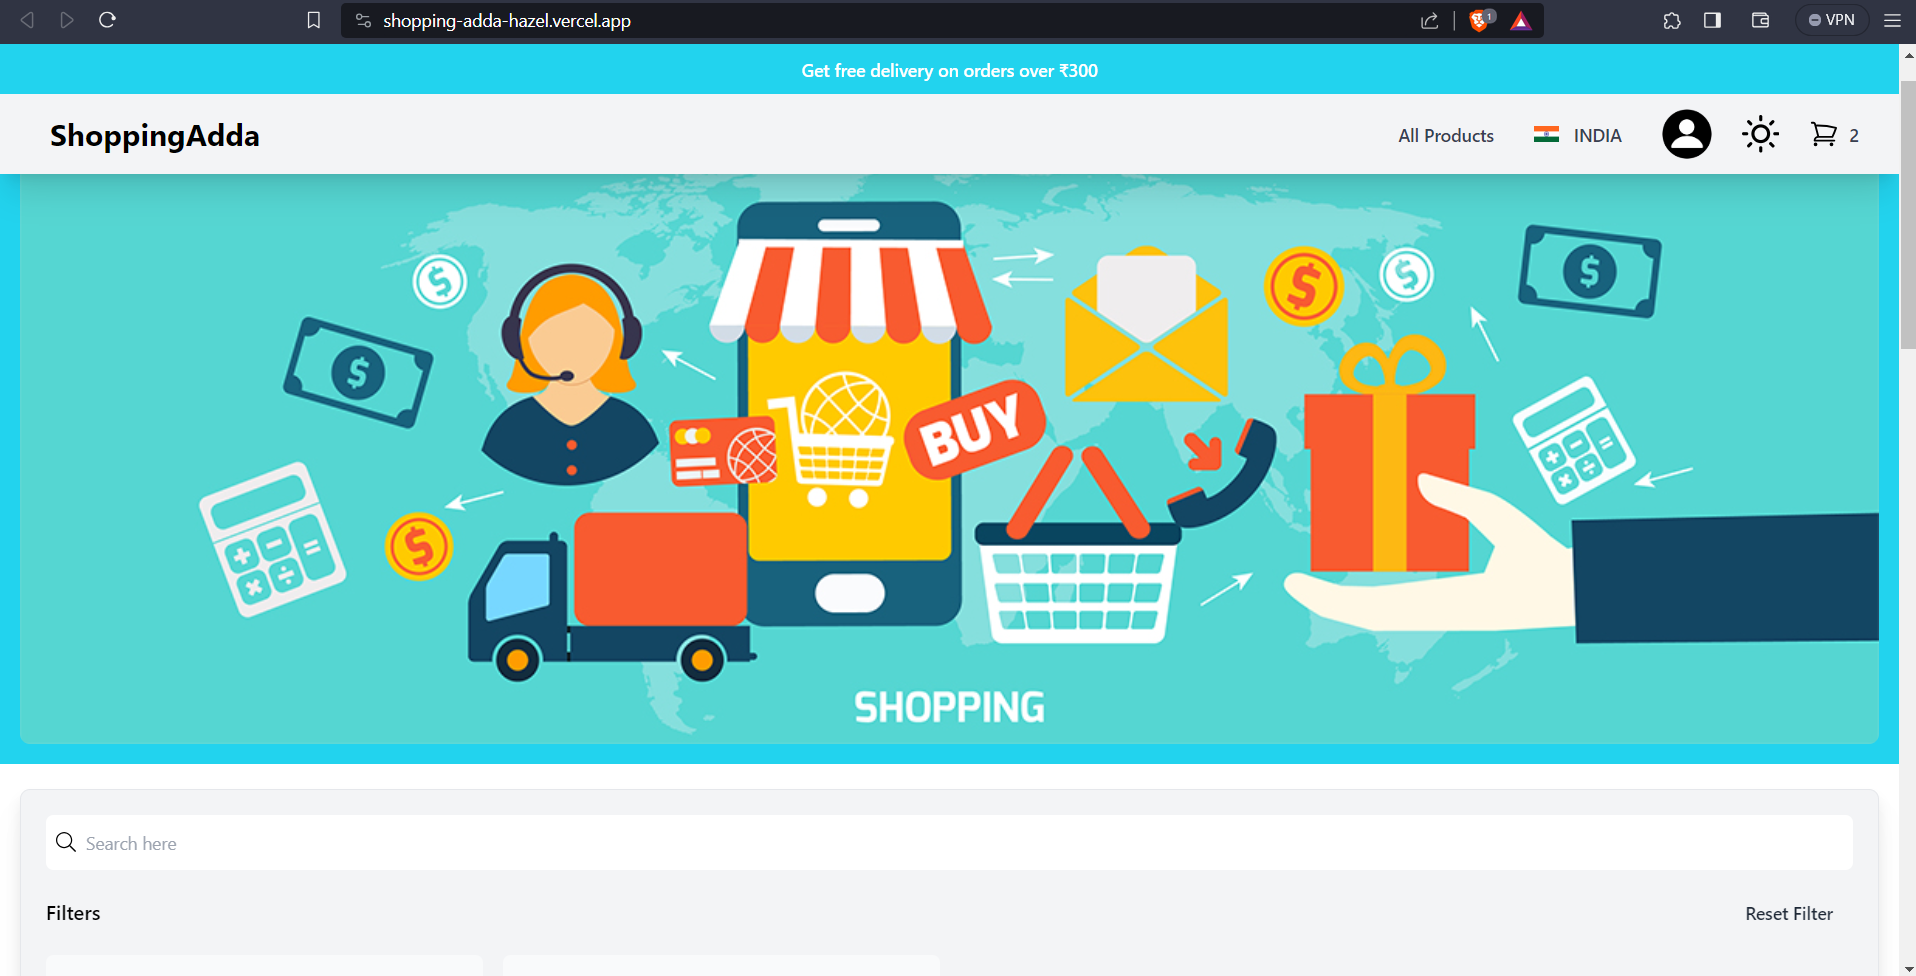 shopping-adda-hazel.vercel.app
1
VPN
Get free delivery on orders over ₹300
ShoppingAdda
All Products
INDIA
2
BUY
SHOPPING
Search here
Filters
Reset Filter